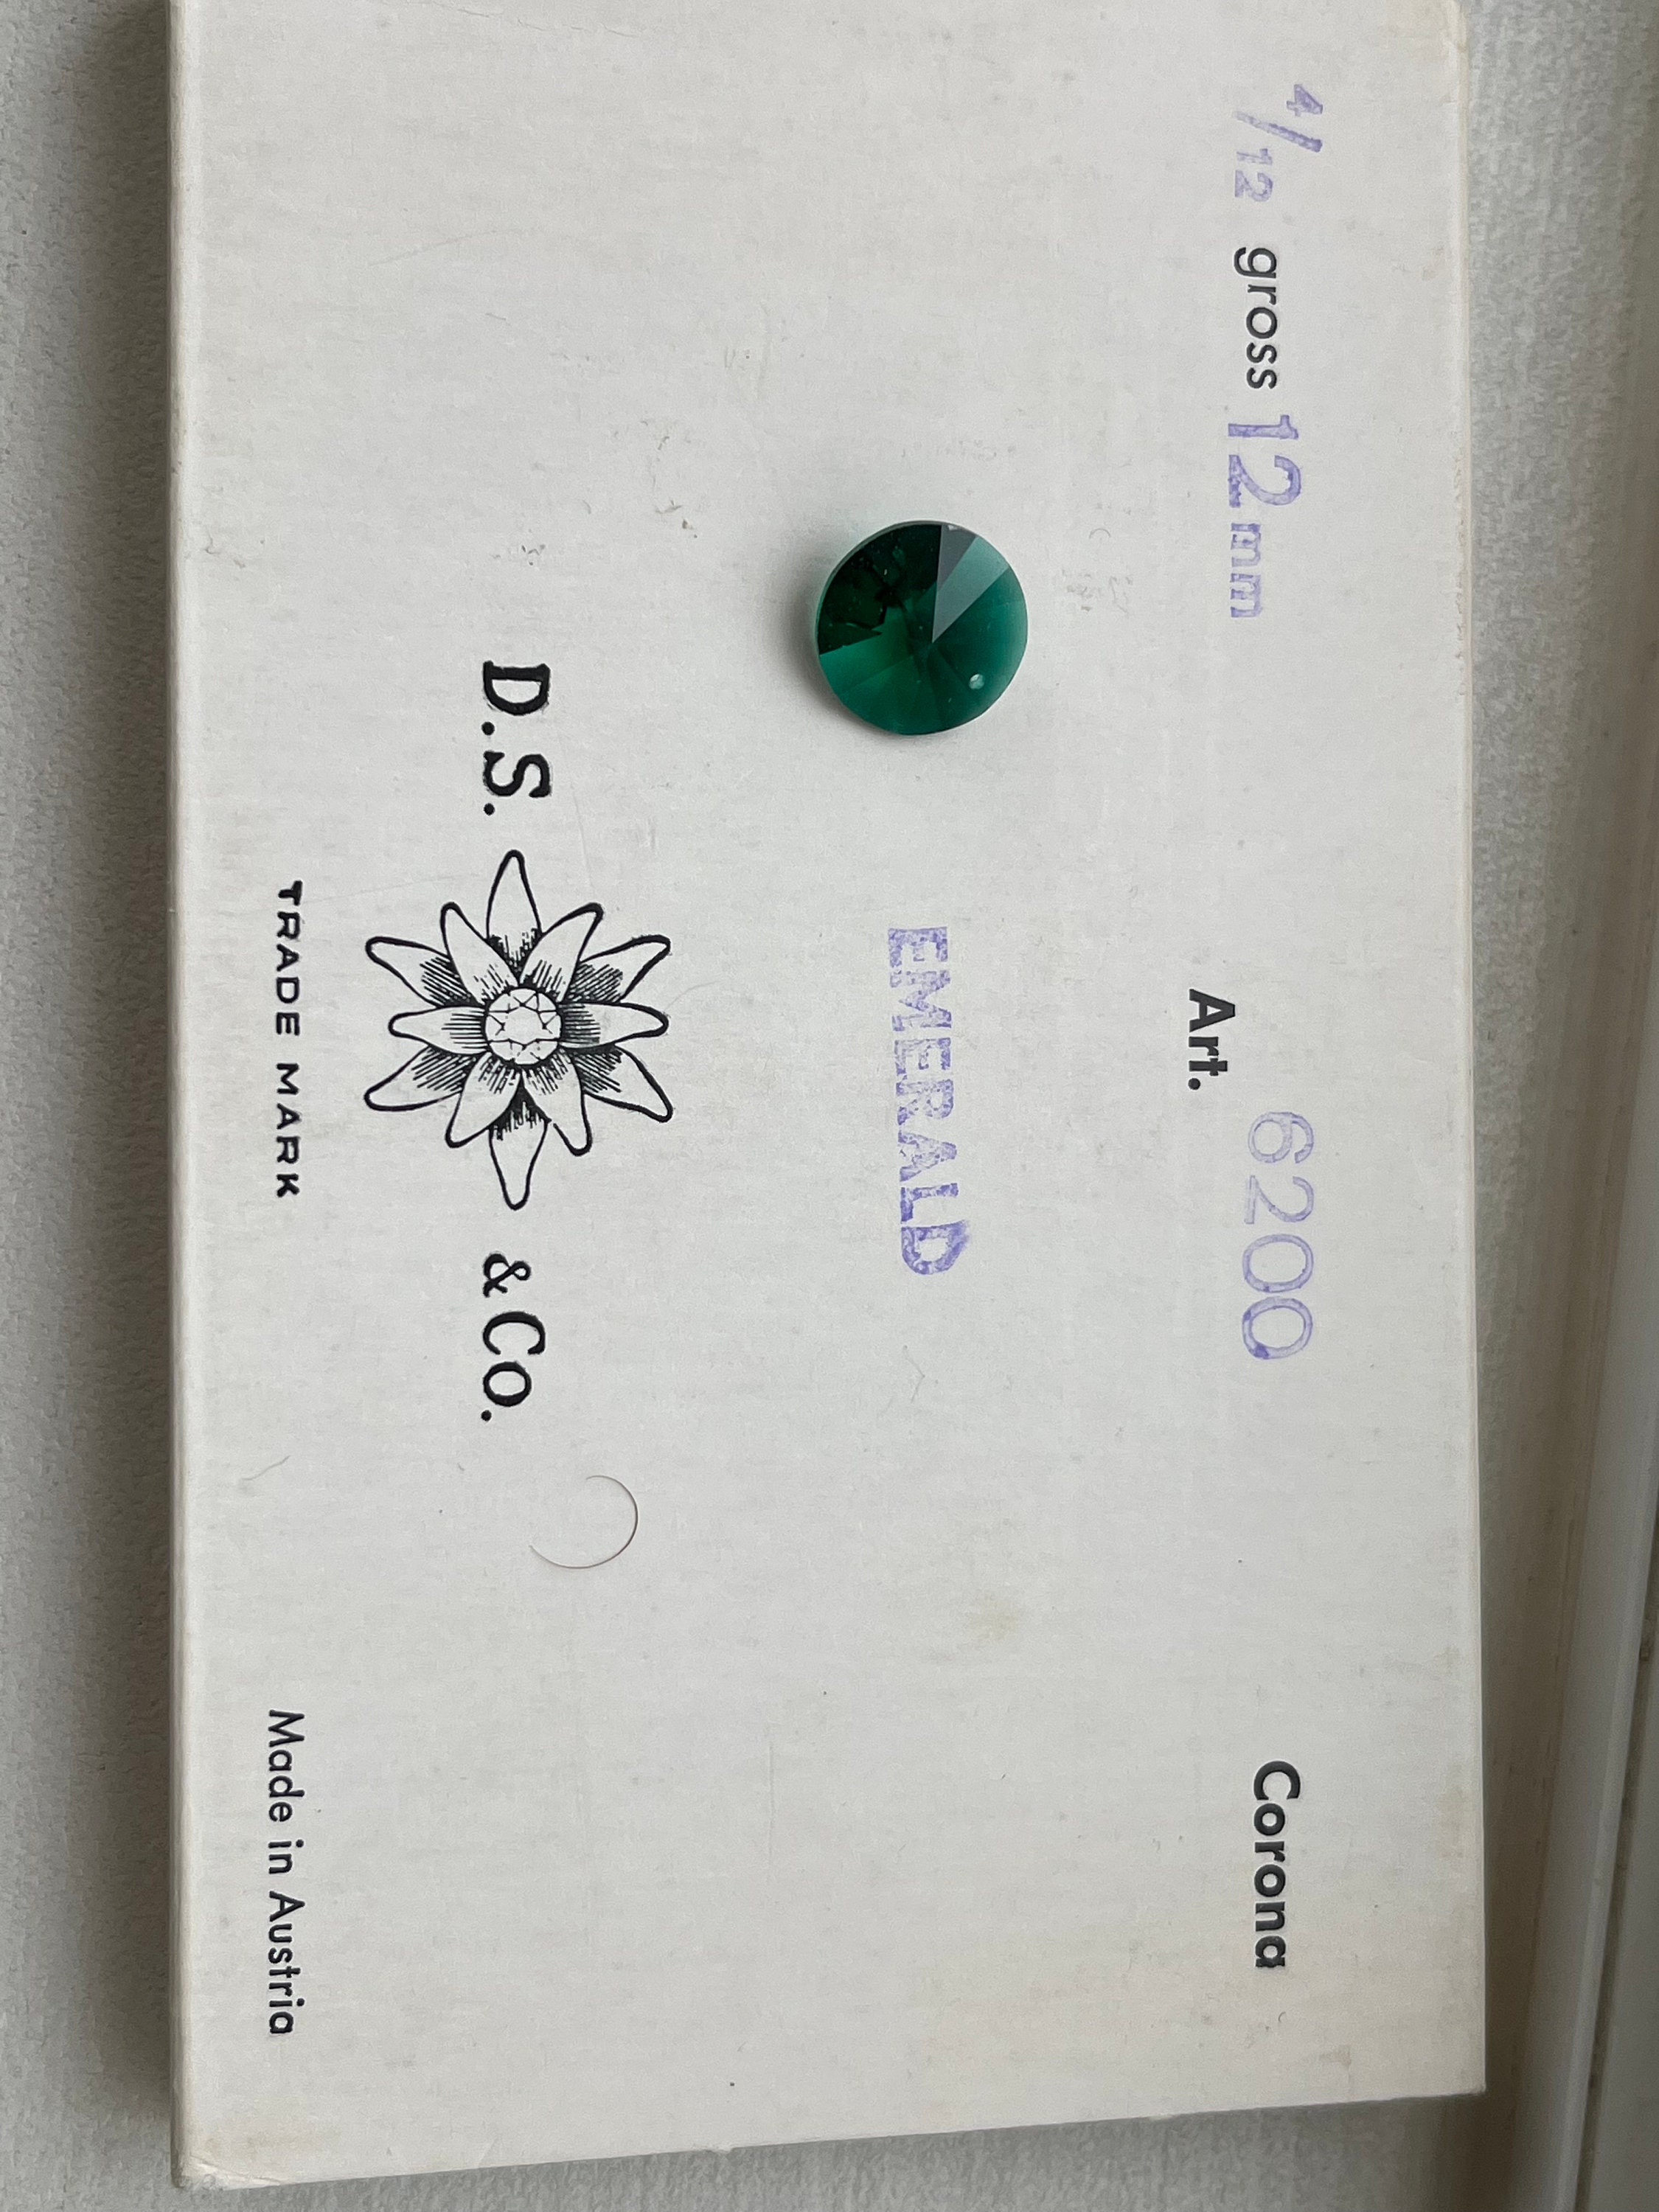 4/12 gross 12 mm
Art. 6200
Corona
EMERALD
D.S. & Co.
TRADE MARK
Made in Austria